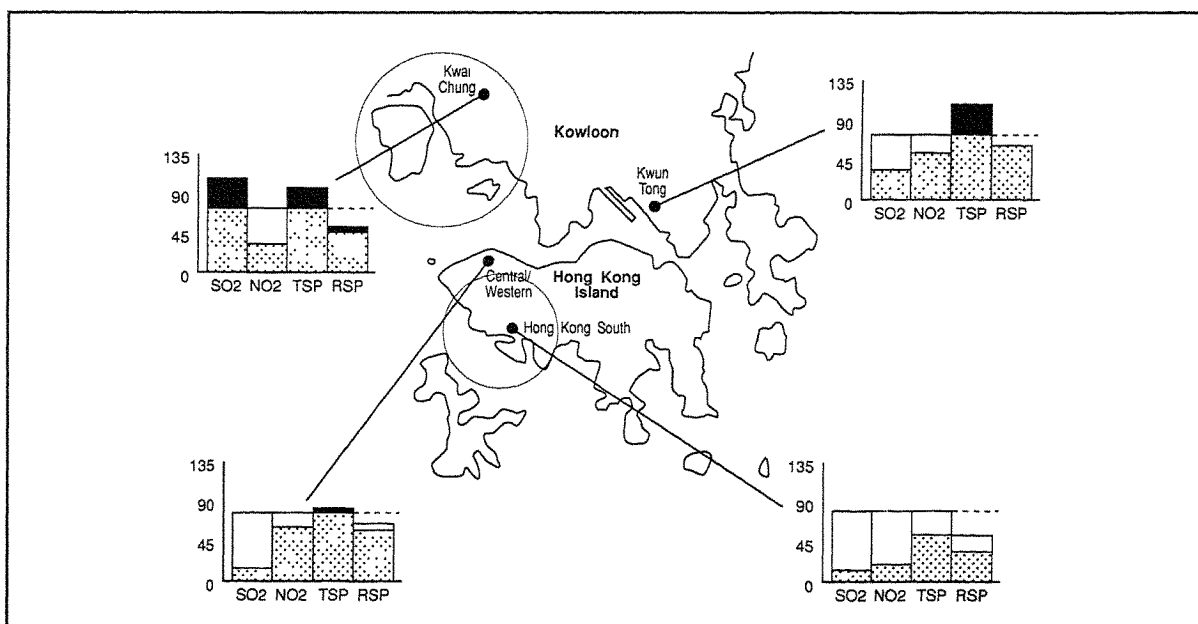 Kwai
Chung
Kowloon
Kwun
Tong
Central/
Western
Hong Kong
Island
Hong Kong South
135
90
45
0
SO2 NO2 TSP RSP
135
90
45
0
SO2 NO2 TSP RSP
135
90
45
0
SO2 NO2 TSP RSP
135
90
45
0
SO2 NO2 TSP RSP